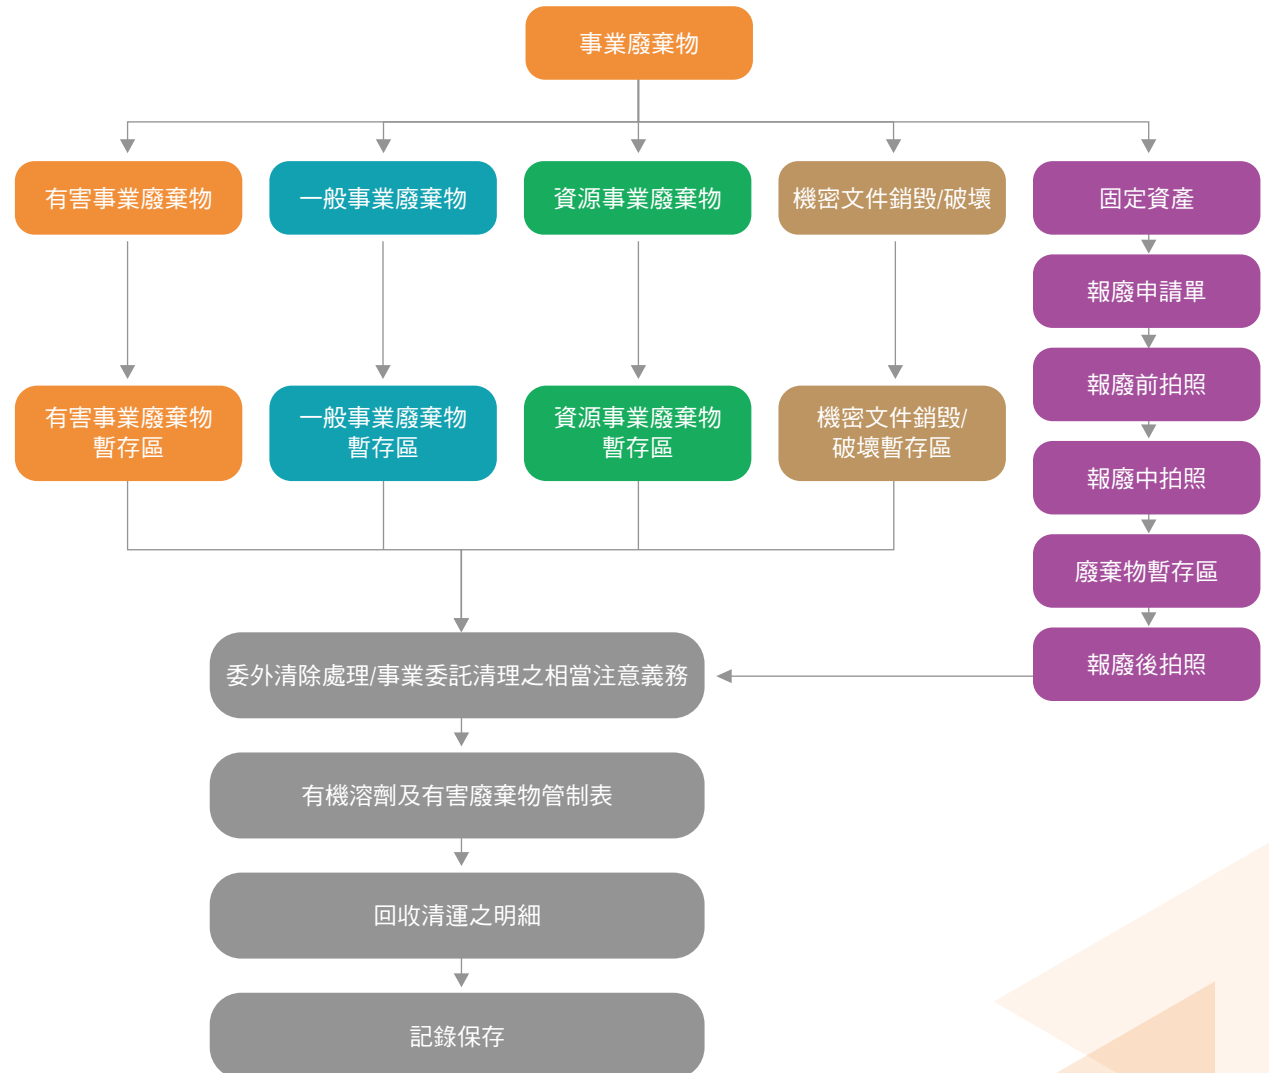 事業廢棄物
有害事業廢棄物
一般事業廢棄物
資源事業廢棄物
機密文件銷毀/破壞
固定資產
報廢申請單
報廢前拍照
有害事業廢棄物
暫存區
一般事業廢棄物
暫存區
資源事業廢棄物
暫存區
機密文件銷毀/
破壞暫存區
報廢中拍照
廢棄物暫存區
報廢後拍照
委外清除處理/事業委託清理之相當注意義務
有機溶劑及有害廢棄物管制表
回收清運之明細
記錄保存